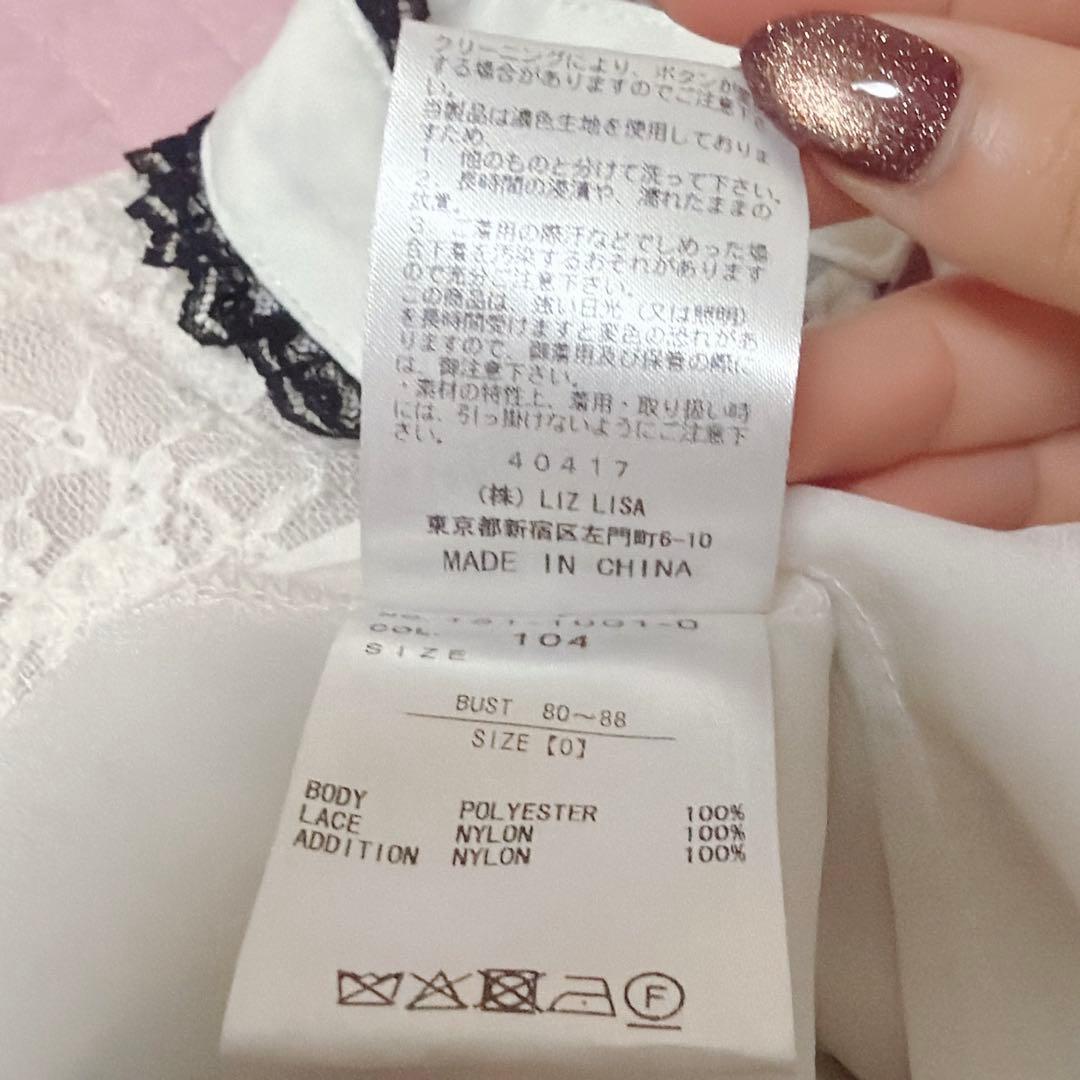 クリーニングにより、ボタンが
する場合がありますのでご注意下さ
い。
当製品は濃色生地を使用しておりま
すため、
1. 他のものと分けて洗って下さい。
2. 長時間の浸漬や、濡れたままの
放置。
3. ご着用の際汗などでしめった場
合下着を汚染するおそれがあります
ので充分ご注意下さい。
この商品は、強い日光(又は照明)
を長時間受けますと変色の恐れがあ
りますので、御着用及び保管の際に
は、御注意下さい。
・素材の特性上、着用・取り扱い時
には、引っ掛けないようにご注意下
さい。
40417
(株) LIZ LISA
東京都新宿区左門町6-10
MADE IN CHINA
COL. 104
SIZE
BUST 80～88
SIZE【0】
BODY POLYESTER 100%
LACE NYLON 100%
ADDITION NYLON 100%
F